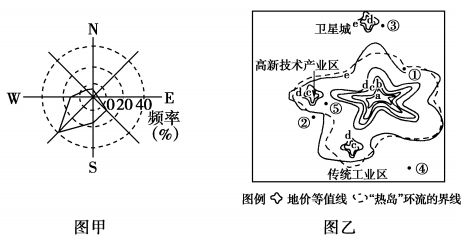 N
W
E
S
0 20 40
频率
(%)
图甲
卫星城
e
d
③
高新技术产业区
e
①
d
c
b
a
d
c
⑤
②
d
c
传统工业区
④
图例 地价等值线 “热岛”环流的界线
图乙